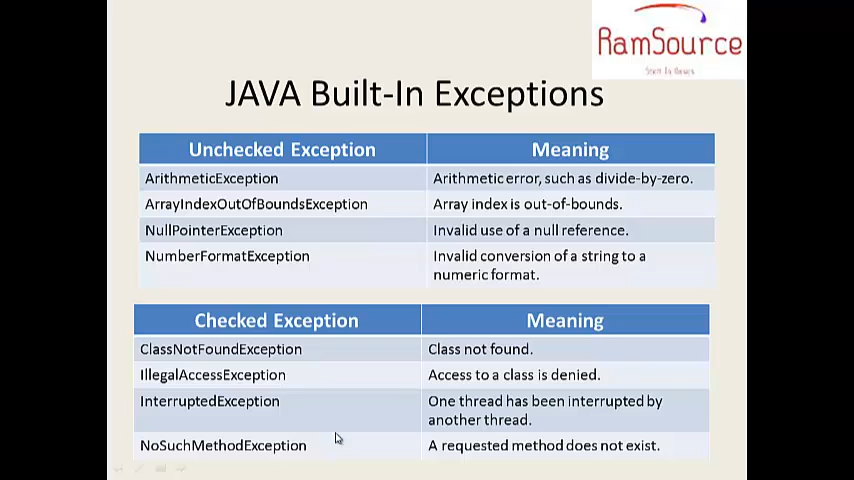 RamSource
JAVA Built-In Exceptions
Unchecked Exception Meaning
ArithmeticException Arithmetic error, such as divide-by-zero.
ArrayIndexOutOfBoundsException Array index is out-of-bounds.
NullPointerException Invalid use of a null reference.
NumberFormatException Invalid conversion of a string to a
numeric format.
Checked Exception Meaning
ClassNotFoundException Class not found.
IllegalAccessException Access to a class is denied.
InterruptedException One thread has been interrupted by
another thread.
NoSuchMethodException A requested method does not exist.